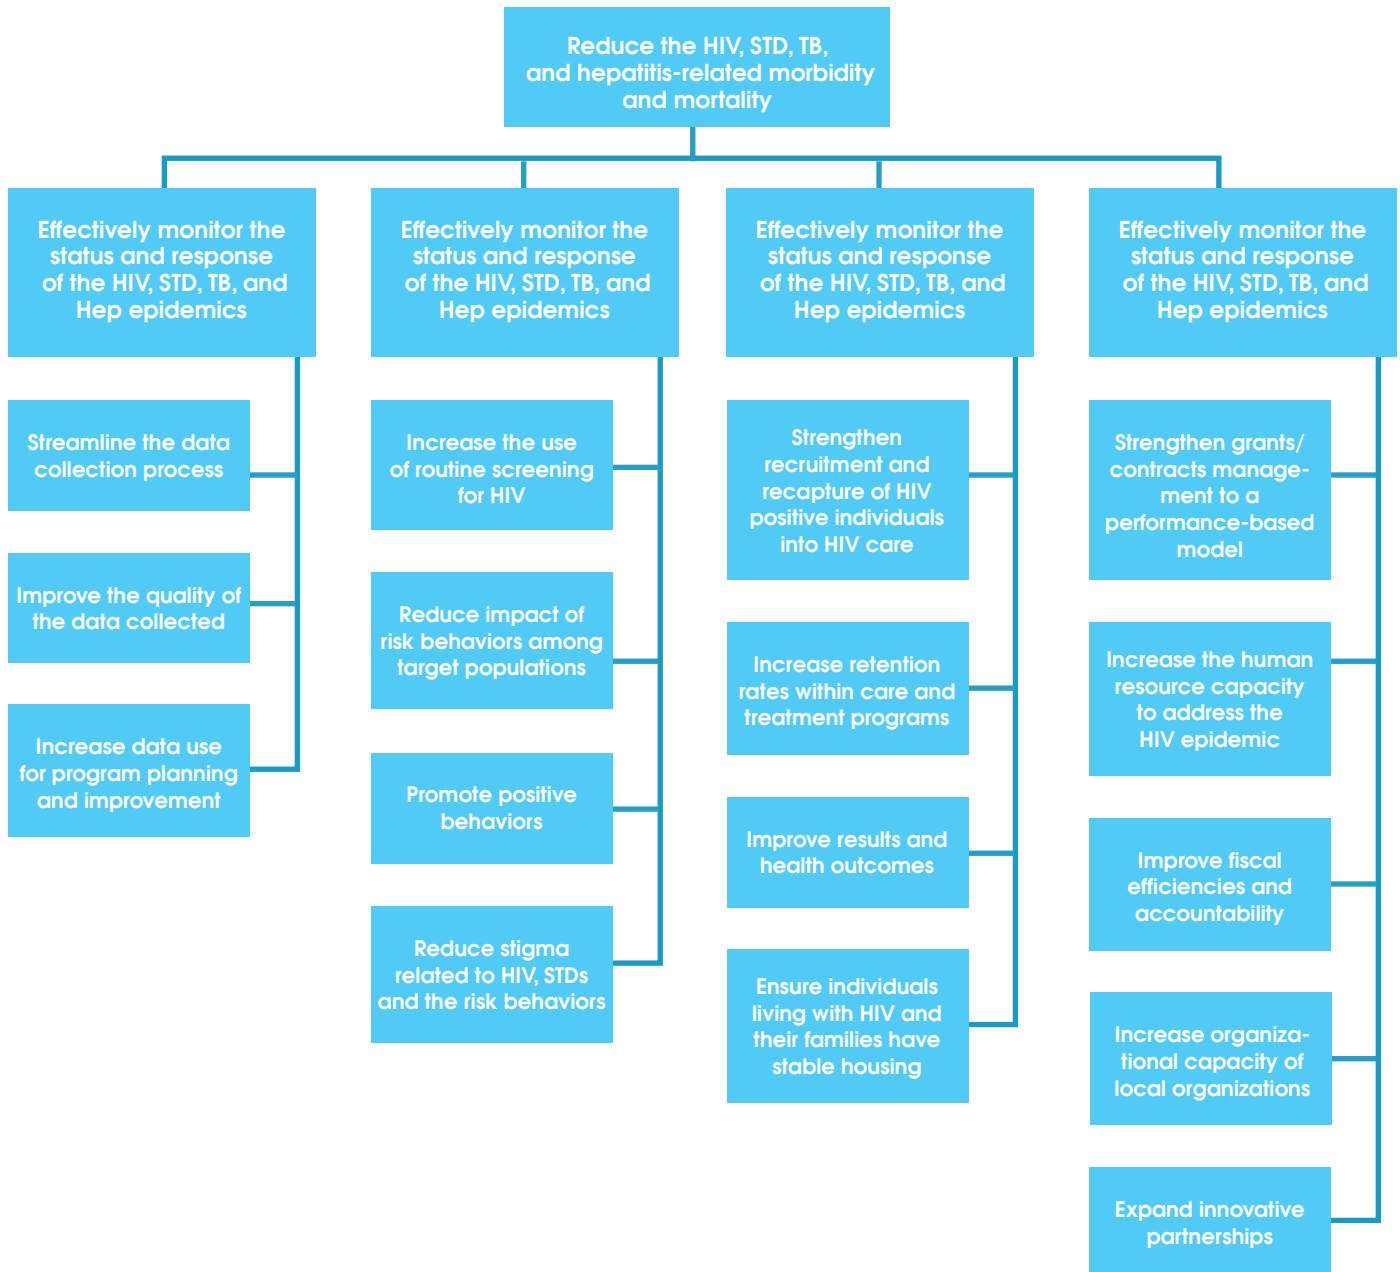 Reduce the HIV, STD, TB,
and hepatitis-related morbidity
and mortality
Effectively monitor the
status and response
of the HIV, STD, TB, and
Hep epidemics
Streamline the data
collection process
Improve the quality of
the data collected
Increase data use
for program planning
and improvement
Effectively monitor the
status and response
of the HIV, STD, TB, and
Hep epidemics
Increase the use
of routine screening
for HIV
Reduce impact of
risk behaviors among
target populations
Promote positive
behaviors
Reduce stigma
related to HIV, STDs
and the risk behaviors
Effectively monitor the
status and response
of the HIV, STD, TB, and
Hep epidemics
Strengthen
recruitment and
recapture of HIV
positive individuals
into HIV care
Increase retention
rates within care and
treatment programs
Improve results and
health outcomes
Ensure individuals
living with HIV and
their families have
stable housing
Effectively monitor the
status and response
of the HIV, STD, TB, and
Hep epidemics
Strengthen grants/
contracts manage-
ment to a
performance-based
model
Increase the human
resource capacity
to address the
HIV epidemic
Improve fiscal
efficiencies and
accountability
Increase organiza-
tional capacity of
local organizations
Expand innovative
partnerships